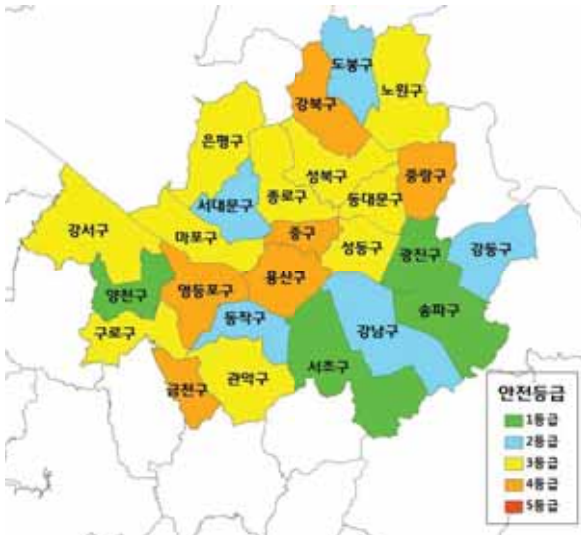 도봉구
노원구
강북구
은평구
성북구
중랑구
종로구
동대문구
서대문구
강서구
마포구
중구
성동구
광진구
강동구
양천구
영등포구
용산구
송파구
동작구
강남구
구로구
서초구
금천구
관악구
안전등급
1등급
2등급
3등급
4등급
5등급